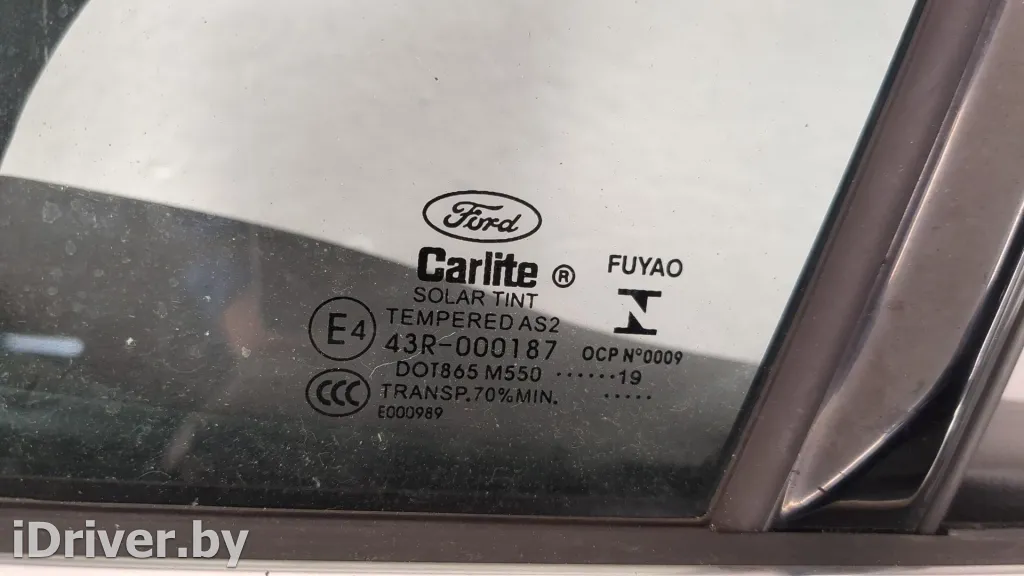 Ford
Carlite ®
SOLAR TINT
TEMPERED AS2
E4
43R-000187
DOT865 M550
CCC
TRANSP. 70% MIN.
E000989
FUYAO
OCP N°0009
······19
·····
iDriver.by